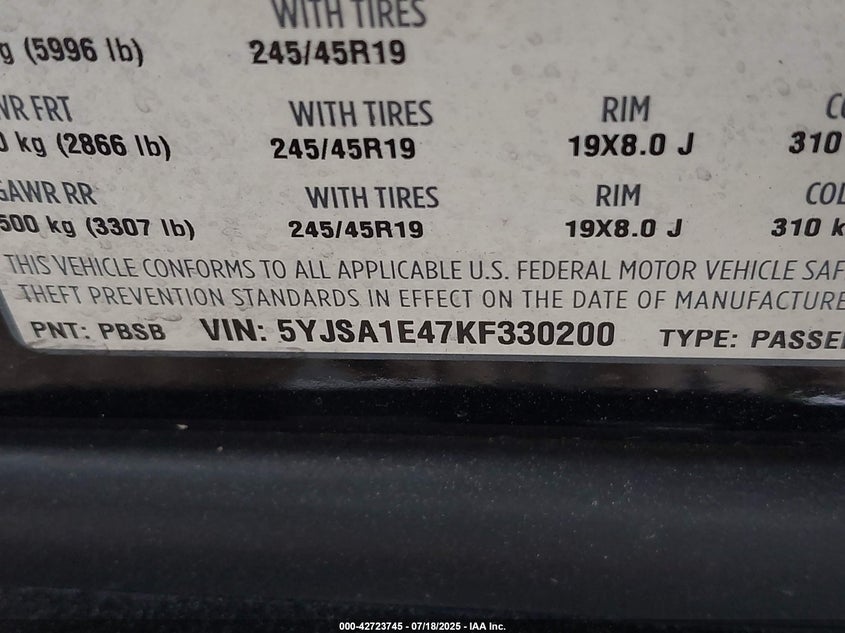 WITH TIRES
g (5996 lb) 245/45R19
WR FRT WITH TIRES RIM CO
0 kg (2866 lb) 245/45R19 19X8.0 J 310
GAWR RR WITH TIRES RIM COL
500 kg (3307 lb) 245/45R19 19X8.0 J 310 k
THIS VEHICLE CONFORMS TO ALL APPLICABLE U.S. FEDERAL MOTOR VEHICLE SAF
THEFT PREVENTION STANDARDS IN EFFECT ON THE DATE OF MANUFACTURE
PNT: PBSB VIN: 5YJSA1E47KF330200 TYPE: PASSE
000-42723745 - 07/18/2025 - IAA Inc.